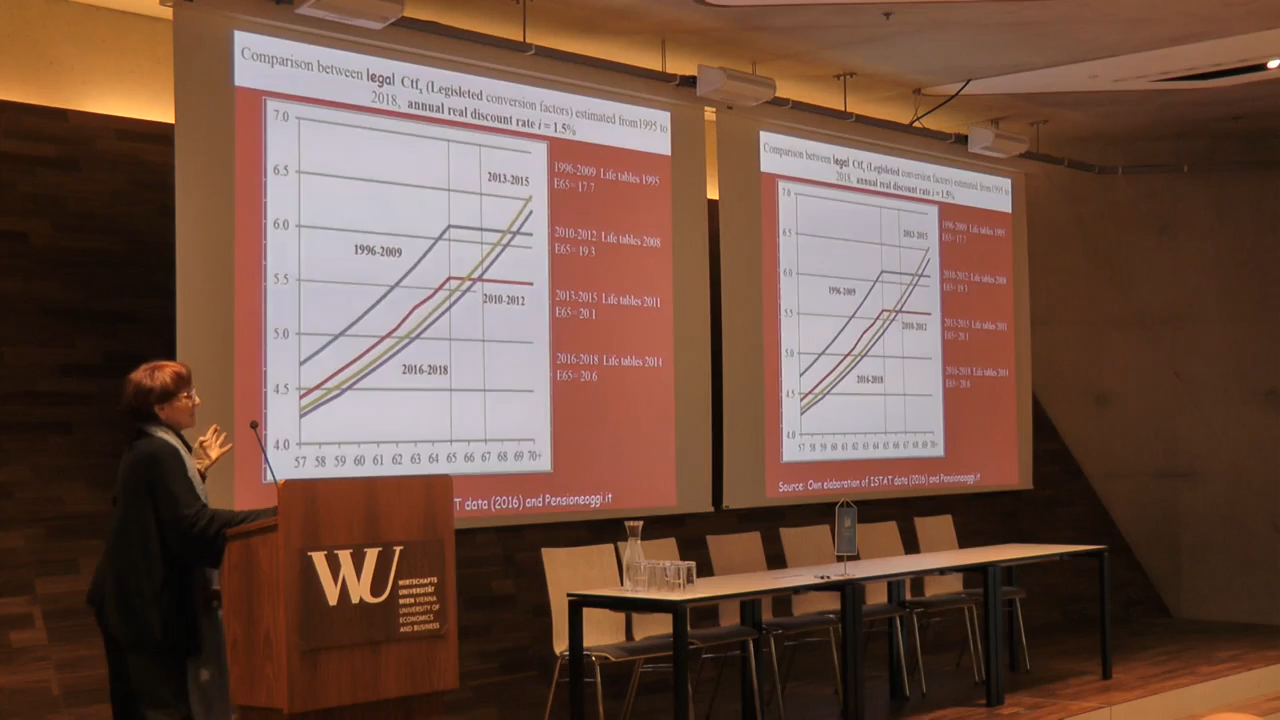 Comparison between legal Ctfx (Legisleted conversion factors) estimated from1995 to
2018, annual real discount rate i = 1.5%
7.0
6.5
6.0
5.5
5.0
4.5
4.0
57 58 59 60 61 62 63 64 65 66 67 68 69 70+
2013-2015
1996-2009
2010-2012
2016-2018
1996-2009 Life tables 1995
E65= 17.7
2010-2012: Life tables 2008
E65= 19.3
2013-2015 Life tables 2011
E65= 20.1
2016-2018 Life tables 2014
E65= 20.6
T data (2016) and Pensioneoggi.it
Comparison between legal Ctfx (Legisleted conversion factors) estimated from1995 to
2018, annual real discount rate i = 1.5%
7.0
6.5
6.0
5.5
5.0
4.5
4.0
57 58 59 60 61 62 63 64 65 66 67 68 69 70+
2013-2015
1996-2009
2010-2012
2016-2018
1996-2009 Life tables 1995
E65= 17.7
2010-2012: Life tables 2008
E65= 19.3
2013-2015 Life tables 2011
E65= 20.1
2016-2018 Life tables 2014
E65= 20.6
Source: Own elaboration of ISTAT data (2016) and Pensioneoggi.it
WU
WIRTSCHAFTS
UNIVERSITÄT
WIEN VIENNA
UNIVERSITY OF
ECONOMICS
AND BUSINESS